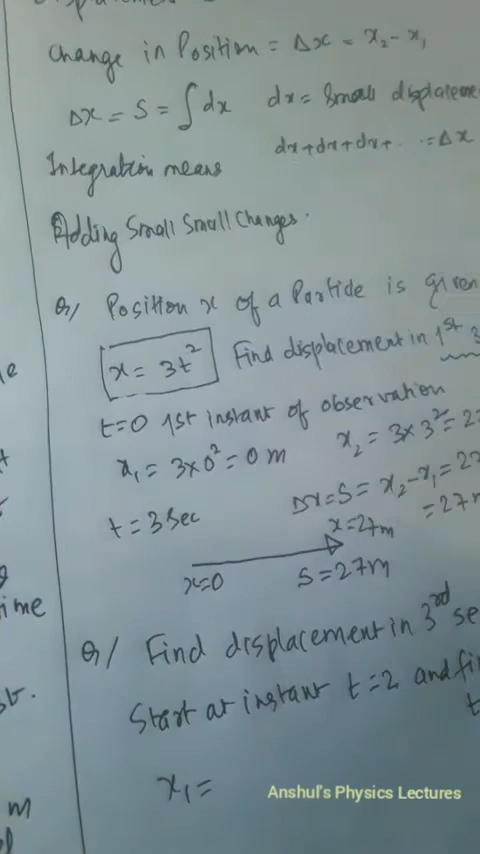 Change in Position = Δx = x₂ - x₁
Δx = S = ∫dx dx = Small displaceme
dx+dx+dx+ . . = Δx
Integration means
Adding Small Small Changes.
Q/ Position x of a Particle is given
x = 3t² Find displacement in 1st 3
t=0 1st instant of observation
x₁ = 3×0² = 0 m x₂ = 3×3² = 2
t = 3 Sec Δx = S = x₂-x₁ = 27
= 27m
x=27m
x=0 S = 27m
Q/ Find displacement in 3rd se
Start at instant t=2 and fi
t
x₁ =
ime
st.
m
Anshul's Physics Lectures